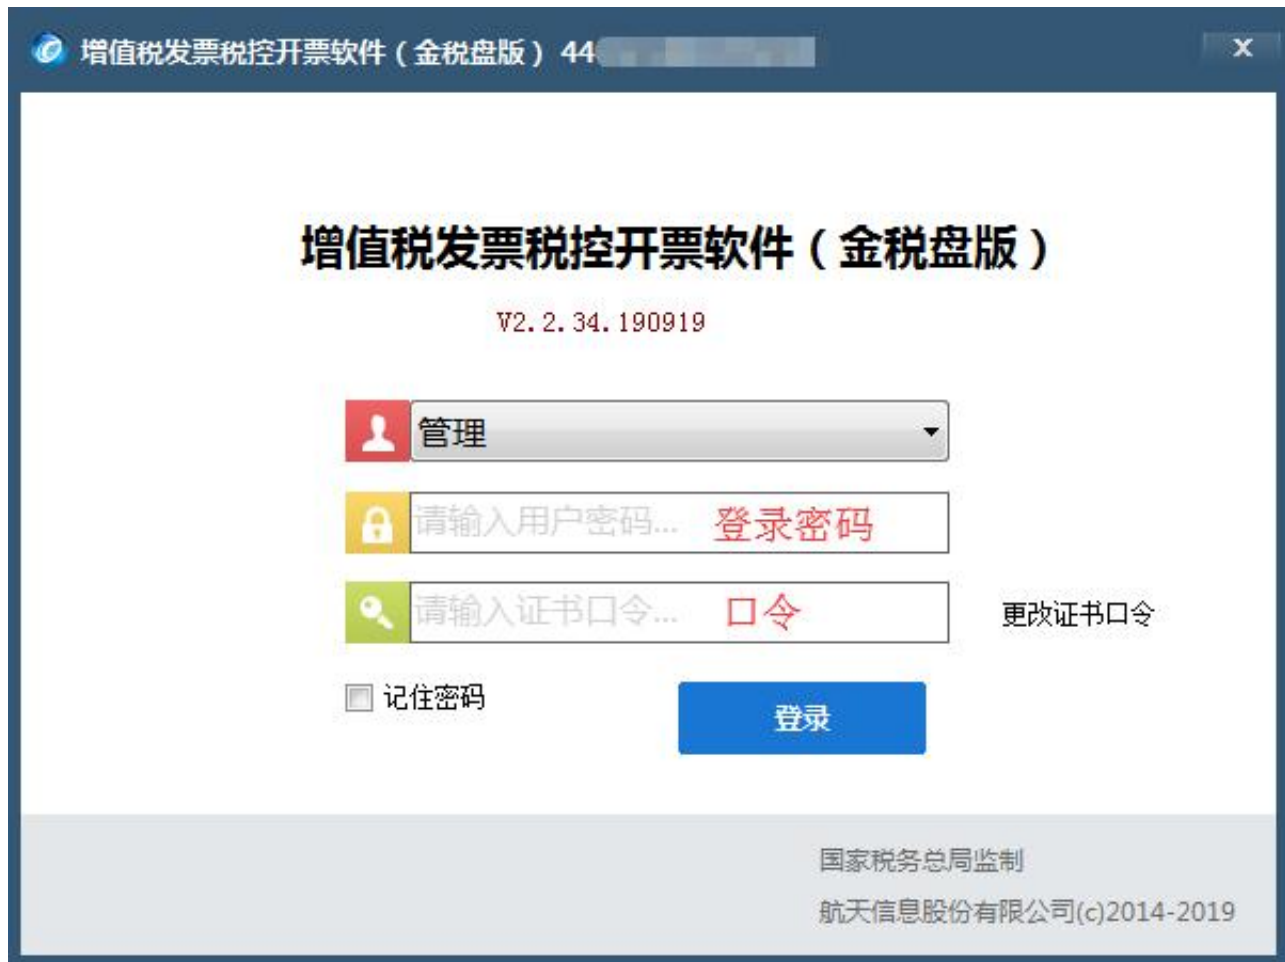 增值税发票税控开票软件(金税盘版) 44
x
增值税发票税控开票软件(金税盘版)
V2.2.34.190919
管理
请输入用户密码... 登录密码
请输入证书口令... 口令 更改证书口令
记住密码
登录
国家税务总局监制
航天信息股份有限公司(c)2014-2019